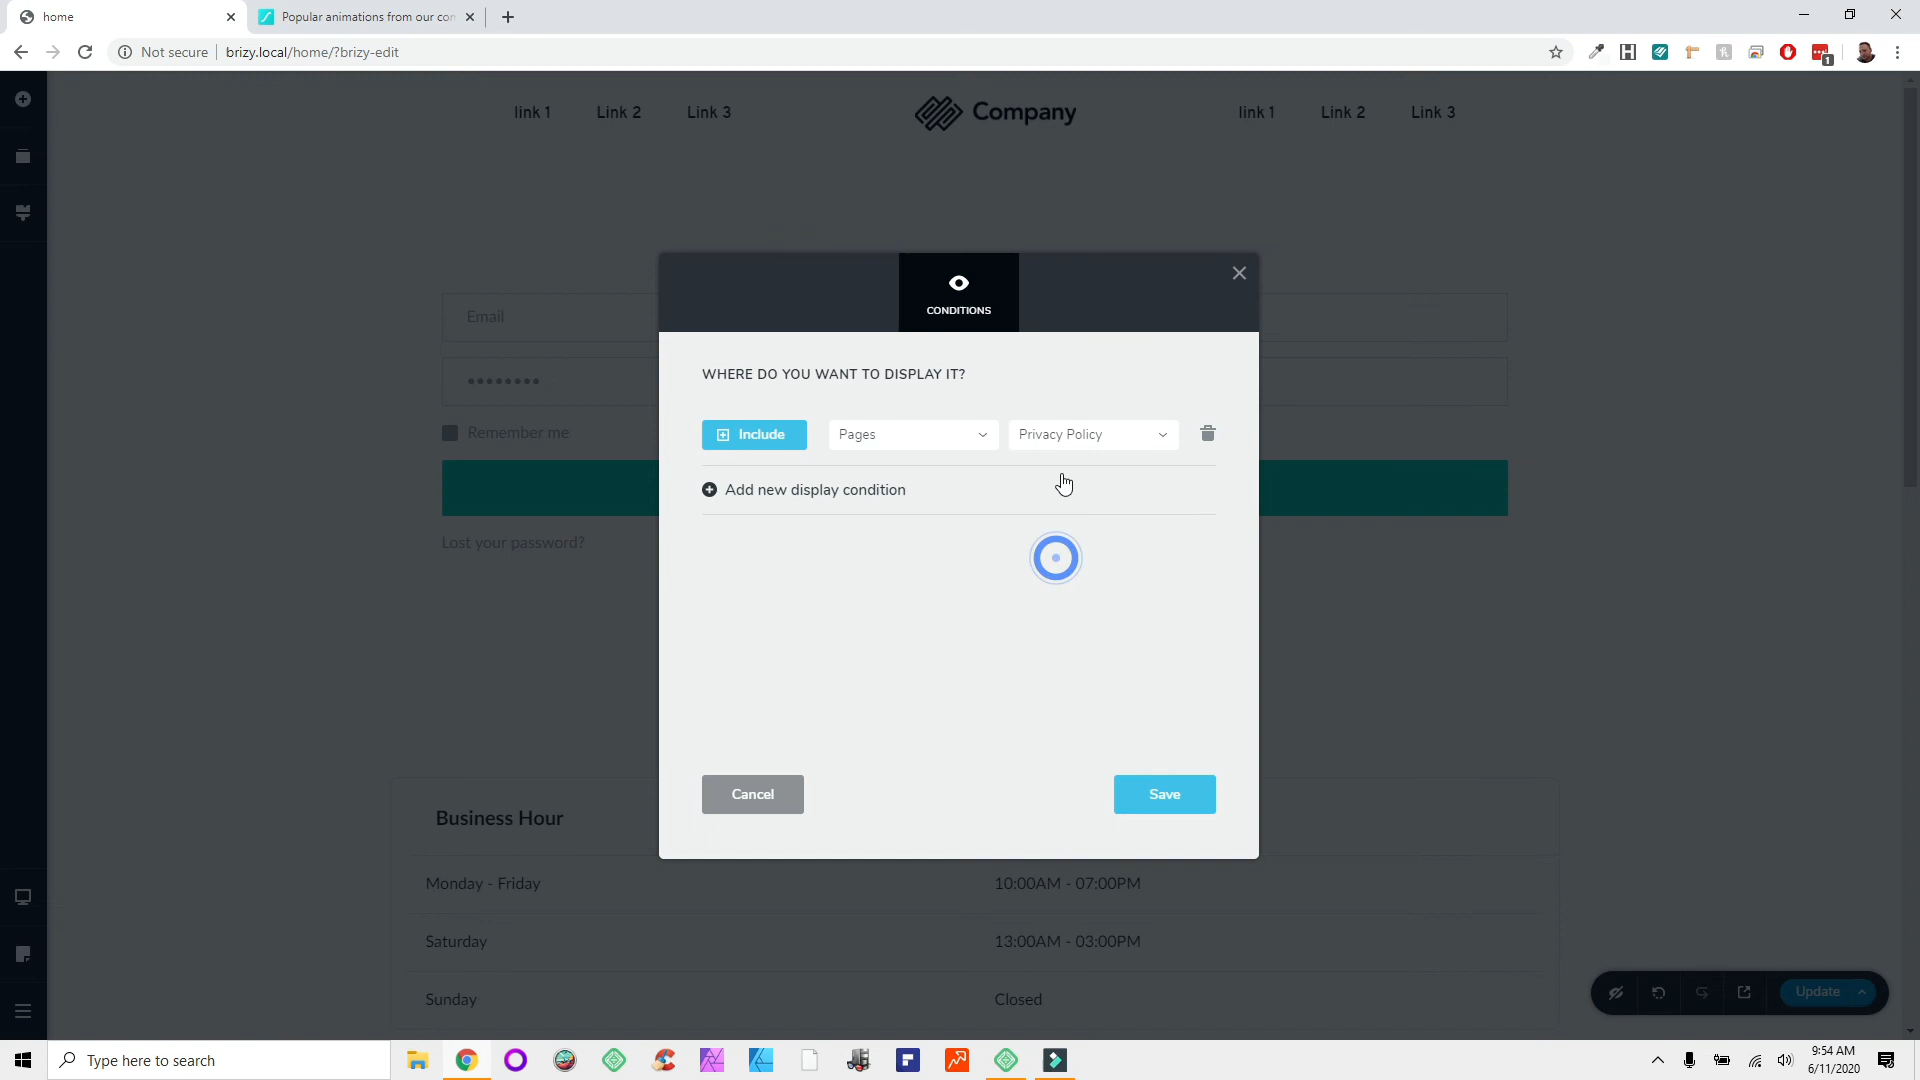 home
Popular animations from our con
Not secure
brizy.local/home/?brizy-edit
1
link 1
Link 2
Link 3
Company
link 1
Link 2
Link 3
CONDITIONS
Email
WHERE DO YOU WANT TO DISPLAY IT?
Include
Pages
Privacy Policy
Remember me
Add new display condition
Lost your password?
Cancel
Save
Business Hour
Monday - Friday
10:00AM - 07:00PM
Saturday
13:00AM - 03:00PM
Sunday
Closed
Update
Type here to search
9:54 AM
6/11/2020